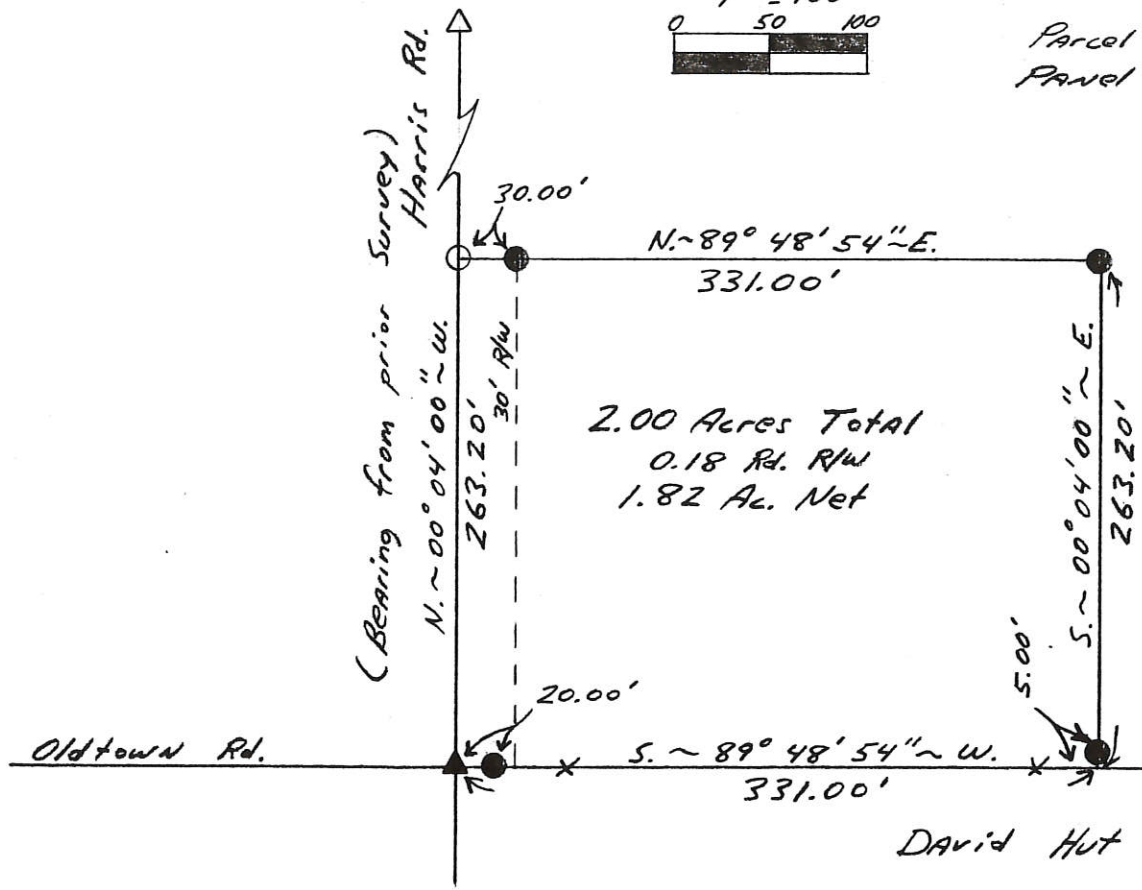 0 50 100
Parcel
Panel
Harris Rd.
(Bearing from prior Survey)
30.00'
N.~89° 48' 54"~E.
331.00'
N.~00° 04' 00"~W.
263.20'
30' R/W
2.00 Acres Total
0.18 Rd. R/W
1.82 Ac. Net
S.~00° 04' 00"~E.
263.20'
20.00'
5.00'
Oldtown Rd.
S.~89° 48' 54"~W.
331.00'
David Hut